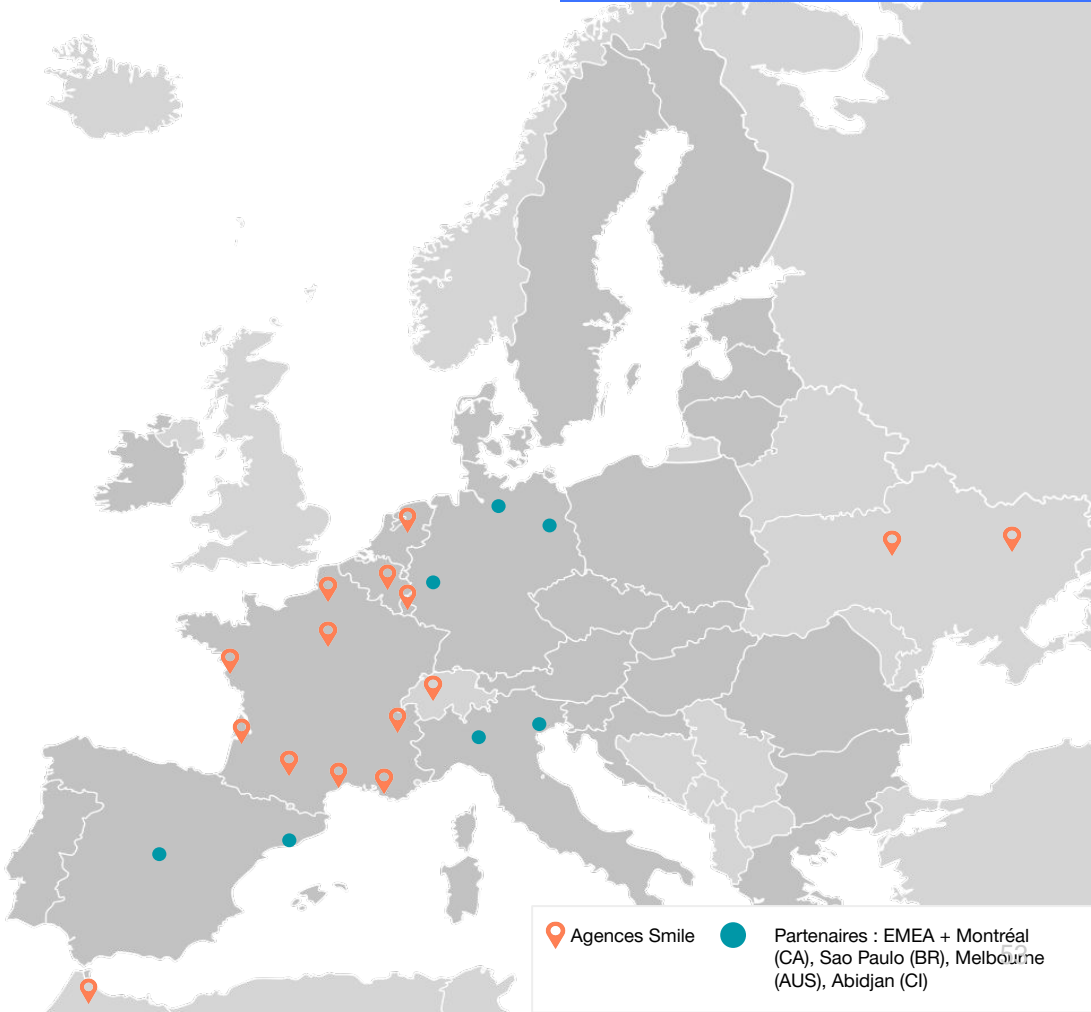 Agences Smile
Partenaires : EMEA + Montréal
(CA), Sao Paulo (BR), Melbourne
(AUS), Abidjan (CI)